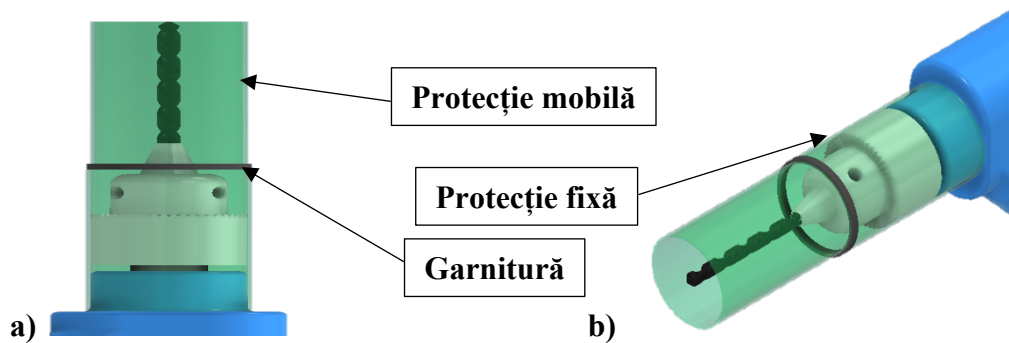 Protecție mobilă
Protecție fixă
Garnitură
a)
b)